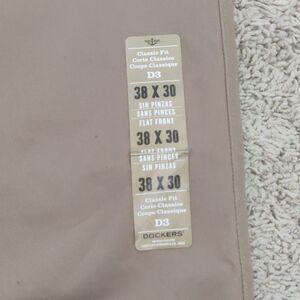 Classic Fit
Corte Clasico
Coupe Classique
D3
38 X 30
SIN PINZAS
SANS PINCES
FLAT FRONT
38 X 30
FLAT FRONT
SANS PINCES
SIN PINZAS
38 X 30
Classic Fit
Corte Clasico
Coupe Classique
D3
DOCKERS